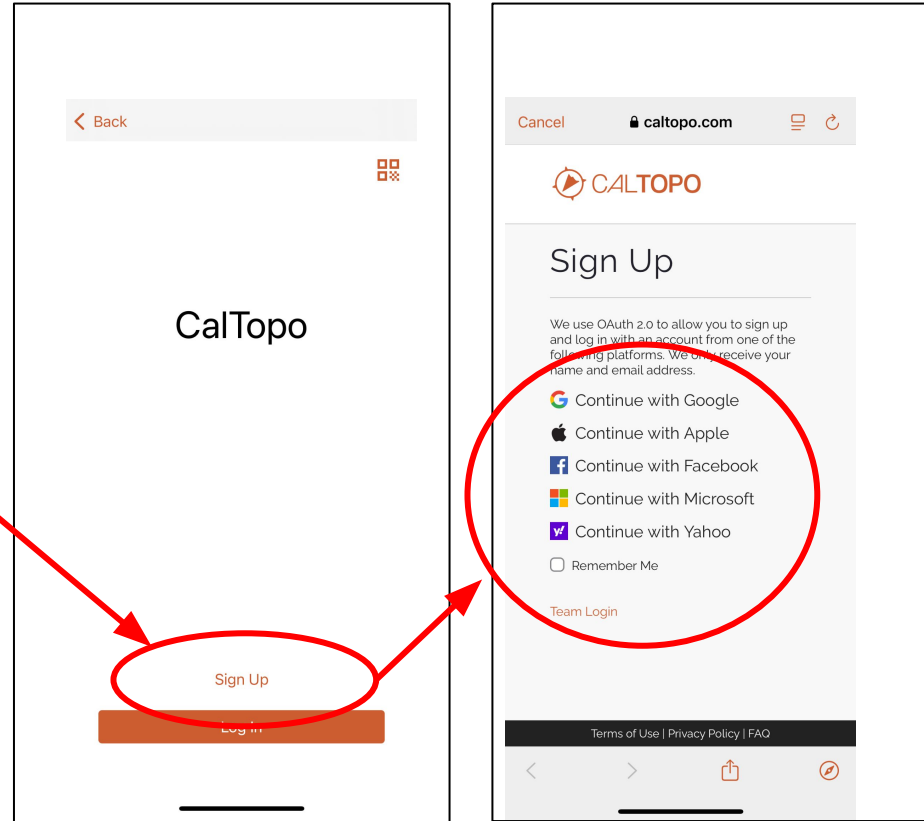 Back
CalTopo
Sign Up
Log In
Cancel
caltopo.com
CALTOPO
Sign Up
We use OAuth 2.0 to allow you to sign up
and log in with an account from one of the
following platforms. We only receive your
name and email address.
Continue with Google
Continue with Apple
Continue with Facebook
Continue with Microsoft
Continue with Yahoo
Remember Me
Team Login
Terms of Use | Privacy Policy | FAQ